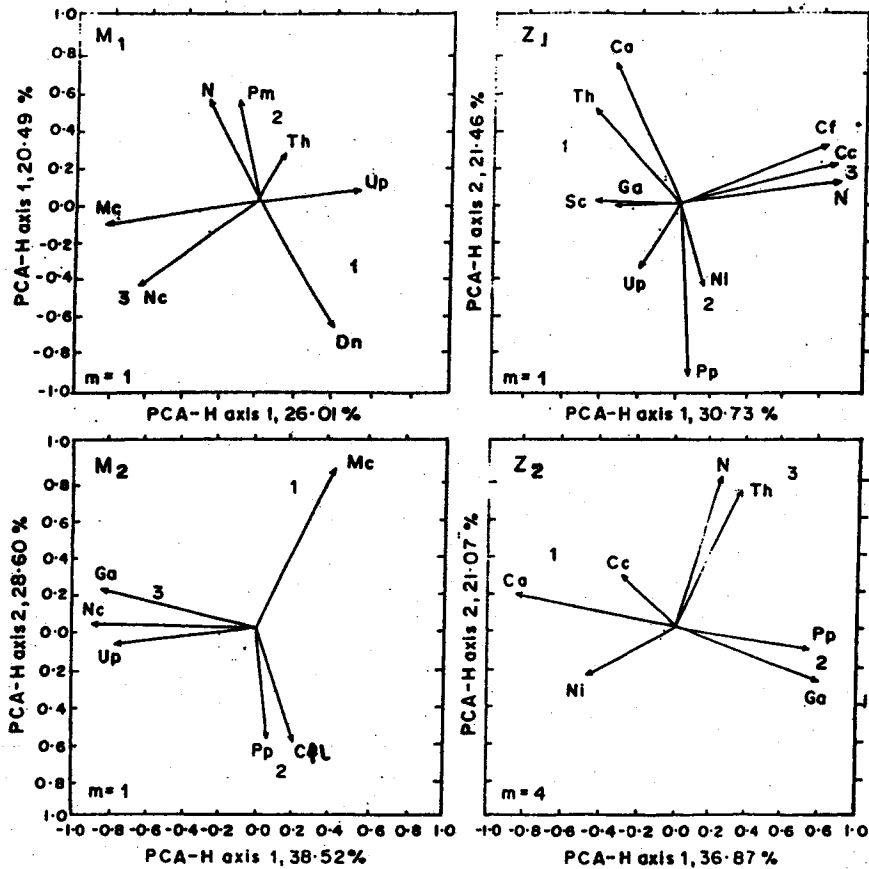 M1
1.0
0.8
0.6
0.4
0.2
0.0
-0.2
-0.4
-0.6
-0.8
-1.0
PCA-H axis 1, 20.49 %
N
Pm
2
Th
Up
Mc
3 Nc
1
Dn
m = 1
PCA-H axis 1, 26.01 %
Z1
PCA-H axis 2, 21.46 %
Ca
Th
1
Cf
Cc
3
N
Sc
Ga
Up
Ni
2
Pp
m = 1
PCA-H axis 1, 30.73 %
M2
1.0
0.8
0.6
0.4
0.2
0.0
0.2
0.4
0.6
0.8
1.0
PCA-H axis 2, 28.60 %
Mc
1
Ga
3
Nc
Up
Pp
2
m = 1
-1.0 -0.8 -0.6 -0.4 -0.2 0.0 0.2 0.4 0.6 0.8 1.0
PCA-H axis 1, 38.52 %
Z2
PCA-H axis 2, 21.07 %
N
3
Th
1
Cc
Ca
Pp
2
Ni
Ga
m = 4
-1.0 -0.8 -0.6 -0.4 -0.2 0.0 0.2 0.4 0.6 0.8 1.0
PCA-H axis 1, 36.87 %